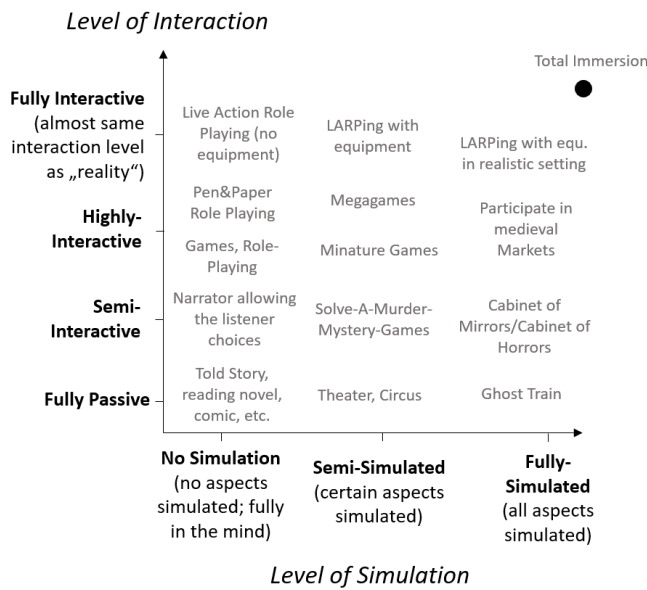 Level of Interaction
Total Immersion
Fully Interactive
(almost same
interaction level
as „reality“)
Live Action Role
Playing (no
equipment)
LARPing with
equipment
LARPing with equ.
in realistic setting
Highly-
Interactive
Pen&Paper
Role Playing
Games, Role-
Playing
Megagames
Minature Games
Participate in
medieval
Markets
Semi-
Interactive
Narrator allowing
the listener
choices
Solve-A-Murder-
Mystery-Games
Cabinet of
Mirrors/Cabinet of
Horrors
Fully Passive
Told Story,
reading novel,
comic, etc.
Theater, Circus
Ghost Train
No Simulation
(no aspects
simulated; fully
in the mind)
Semi-Simulated
(certain aspects
simulated)
Fully-
Simulated
(all aspects
simulated)
Level of Simulation